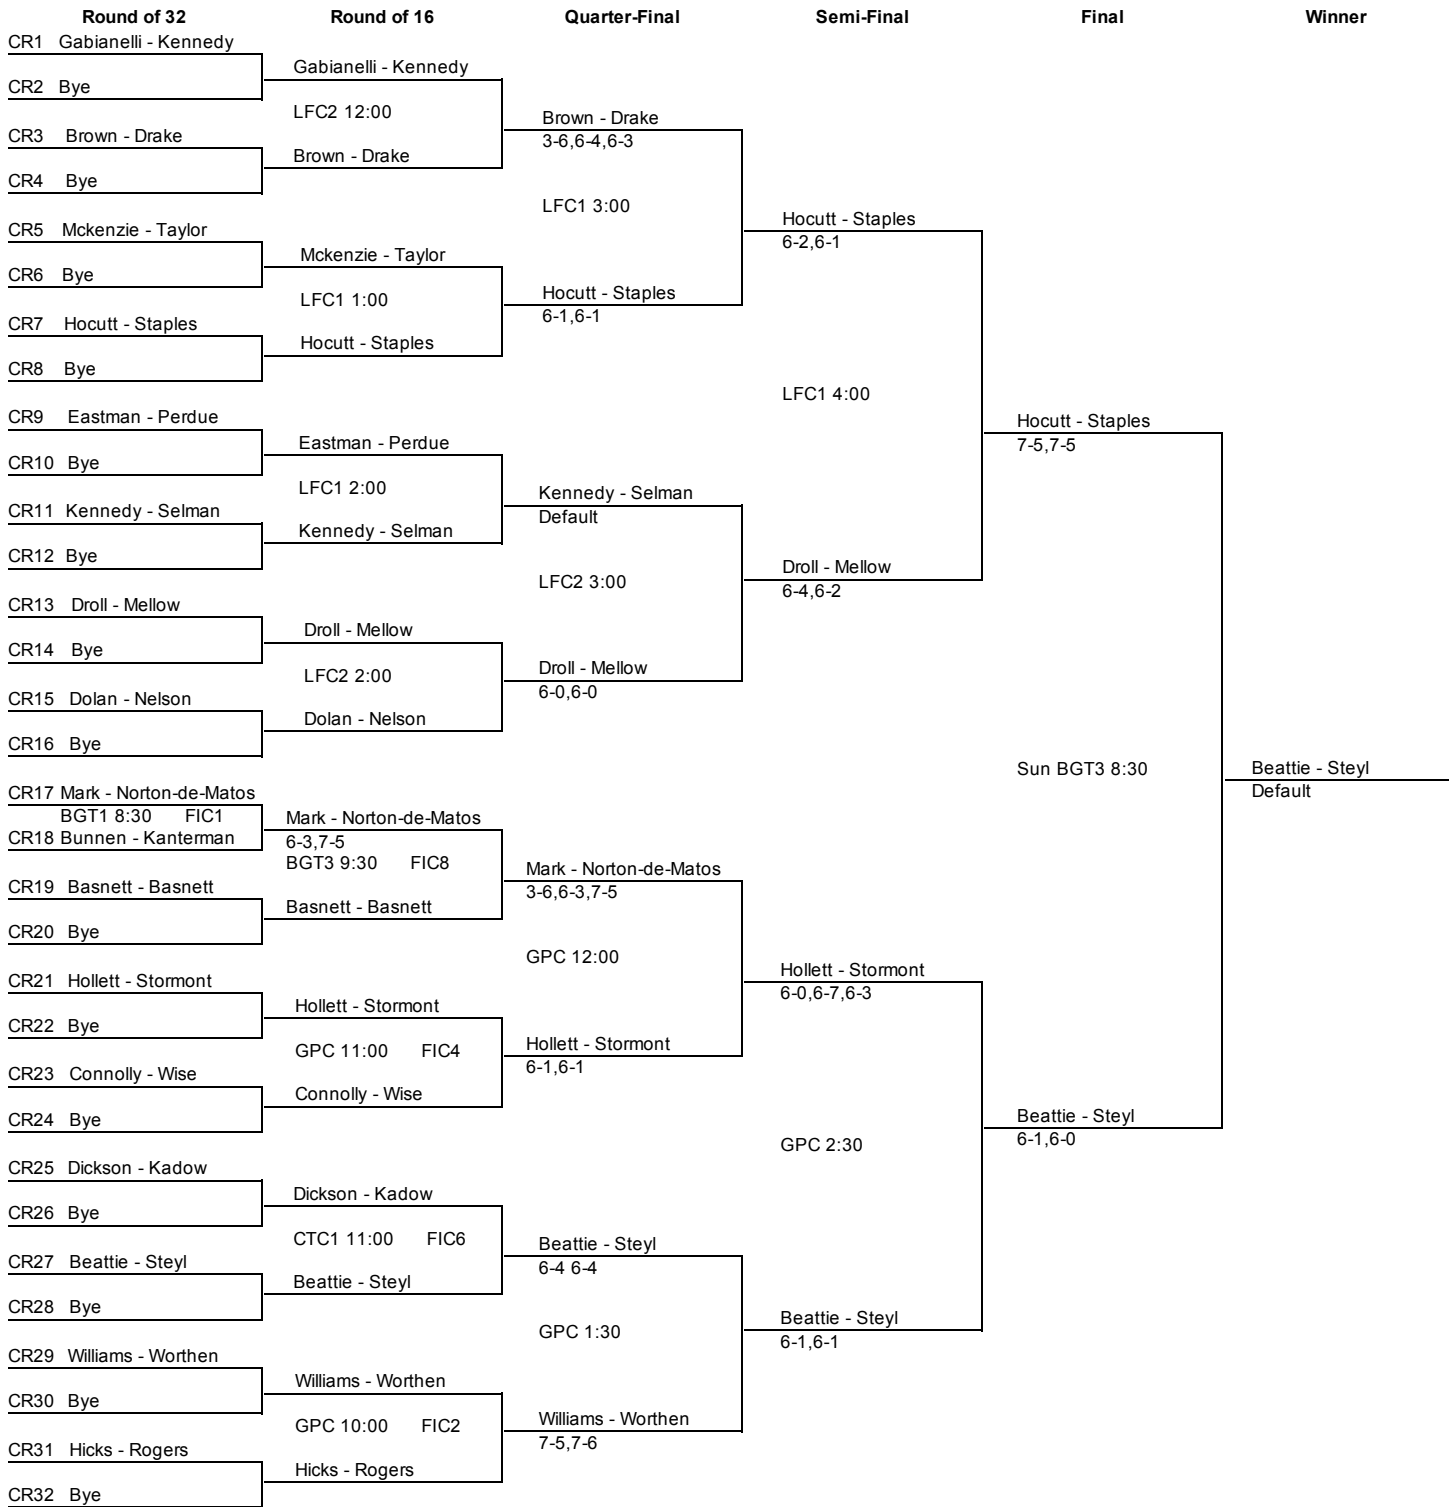 Round of 32 Round of 16 Quarter-Final Semi-Final Final Winner
CR1 Gabianelli - Kennedy
CR2 Bye
CR3 Brown - Drake
CR4 Bye
CR5 Mckenzie - Taylor
CR6 Bye
CR7 Hocutt - Staples
CR8 Bye
CR9 Eastman - Perdue
CR10 Bye
CR11 Kennedy - Selman
CR12 Bye
CR13 Droll - Mellow
CR14 Bye
CR15 Dolan - Nelson
CR16 Bye
CR17 Mark - Norton-de-Matos
BGT1 8:30 FIC1
CR18 Bunnen - Kanterman
CR19 Basnett - Basnett
CR20 Bye
CR21 Hollett - Stormont
CR22 Bye
CR23 Connolly - Wise
CR24 Bye
CR25 Dickson - Kadow
CR26 Bye
CR27 Beattie - Steyl
CR28 Bye
CR29 Williams - Worthen
CR30 Bye
CR31 Hicks - Rogers
CR32 Bye
Gabianelli - Kennedy
LFC2 12:00
Brown - Drake
Mckenzie - Taylor
LFC1 1:00
Hocutt - Staples
Eastman - Perdue
LFC1 2:00
Kennedy - Selman
Droll - Mellow
LFC2 2:00
Dolan - Nelson
Mark - Norton-de-Matos
6-3,7-5
BGT3 9:30 FIC8
Basnett - Basnett
Hollett - Stormont
GPC 11:00 FIC4
Connolly - Wise
Dickson - Kadow
CTC1 11:00 FIC6
Beattie - Steyl
Williams - Worthen
GPC 10:00 FIC2
Hicks - Rogers
Brown - Drake
3-6,6-4,6-3
LFC1 3:00
Hocutt - Staples
6-1,6-1
Kennedy - Selman
Default
LFC2 3:00
Droll - Mellow
6-0,6-0
Mark - Norton-de-Matos
3-6,6-3,7-5
GPC 12:00
Hollett - Stormont
6-1,6-1
Beattie - Steyl
6-4 6-4
GPC 1:30
Williams - Worthen
7-5,7-6
Hocutt - Staples
6-2,6-1
LFC1 4:00
Droll - Mellow
6-4,6-2
Hollett - Stormont
6-0,6-7,6-3
GPC 2:30
Beattie - Steyl
6-1,6-1
Hocutt - Staples
7-5,7-5
Sun BGT3 8:30
Beattie - Steyl
6-1,6-0
Beattie - Steyl
Default